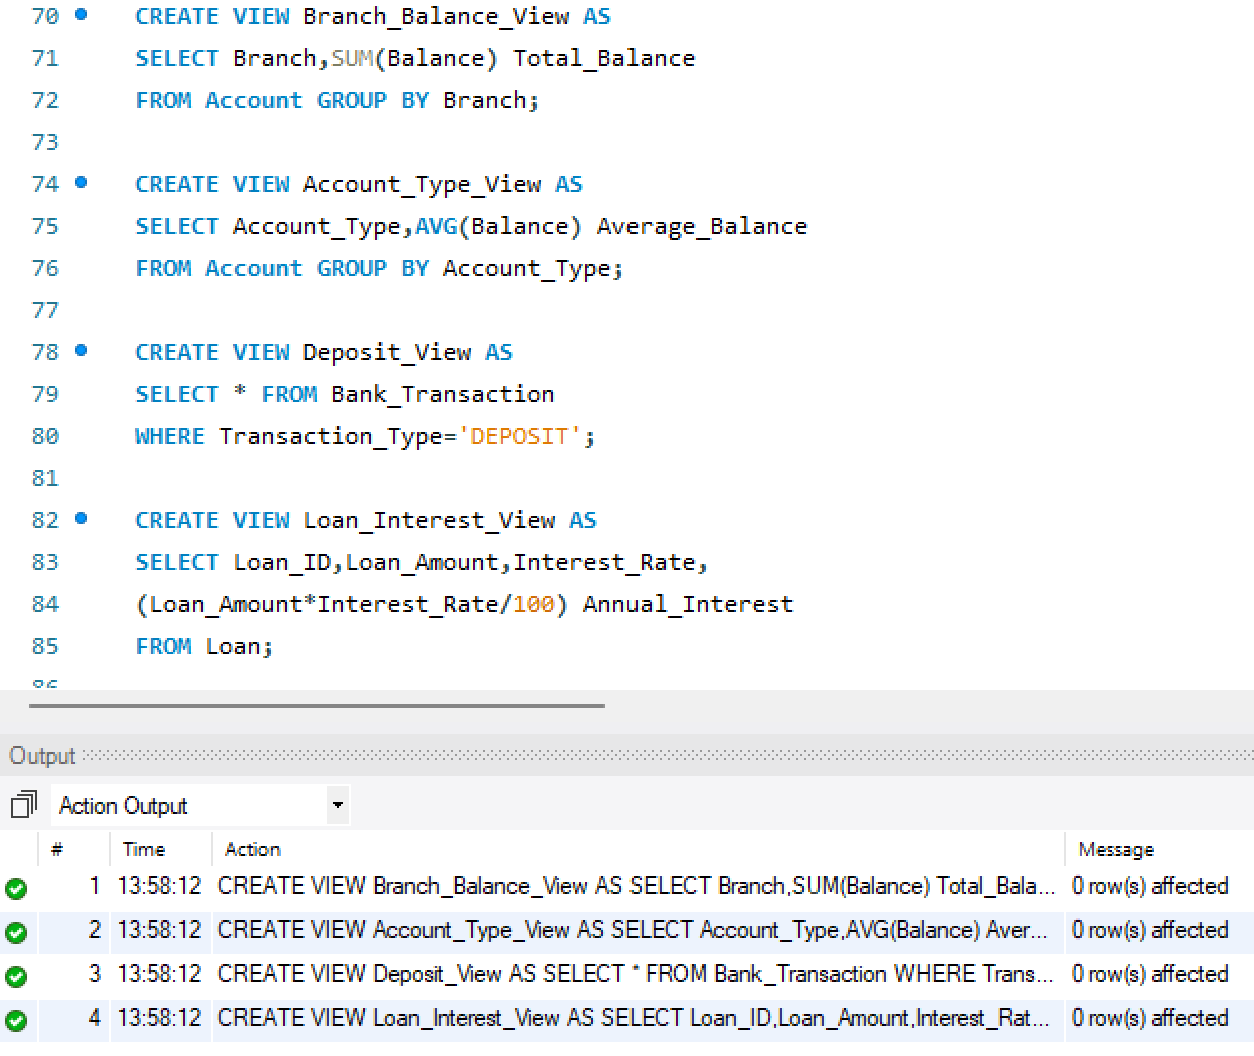 70 CREATE VIEW Branch_Balance_View AS
71 SELECT Branch,SUM(Balance) Total_Balance
72 FROM Account GROUP BY Branch;
73
74 CREATE VIEW Account_Type_View AS
75 SELECT Account_Type,AVG(Balance) Average_Balance
76 FROM Account GROUP BY Account_Type;
77
78 CREATE VIEW Deposit_View AS
79 SELECT * FROM Bank_Transaction
80 WHERE Transaction_Type='DEPOSIT';
81
82 CREATE VIEW Loan_Interest_View AS
83 SELECT Loan_ID,Loan_Amount,Interest_Rate,
84 (Loan_Amount*Interest_Rate/100) Annual_Interest
85 FROM Loan;
86
Output
Action Output
# Time Action Message
1 13:58:12 CREATE VIEW Branch_Balance_View AS SELECT Branch,SUM(Balance) Total_Bala... 0 row(s) affected
2 13:58:12 CREATE VIEW Account_Type_View AS SELECT Account_Type,AVG(Balance) Aver... 0 row(s) affected
3 13:58:12 CREATE VIEW Deposit_View AS SELECT * FROM Bank_Transaction WHERE Trans... 0 row(s) affected
4 13:58:12 CREATE VIEW Loan_Interest_View AS SELECT Loan_ID,Loan_Amount,Interest_Rat... 0 row(s) affected